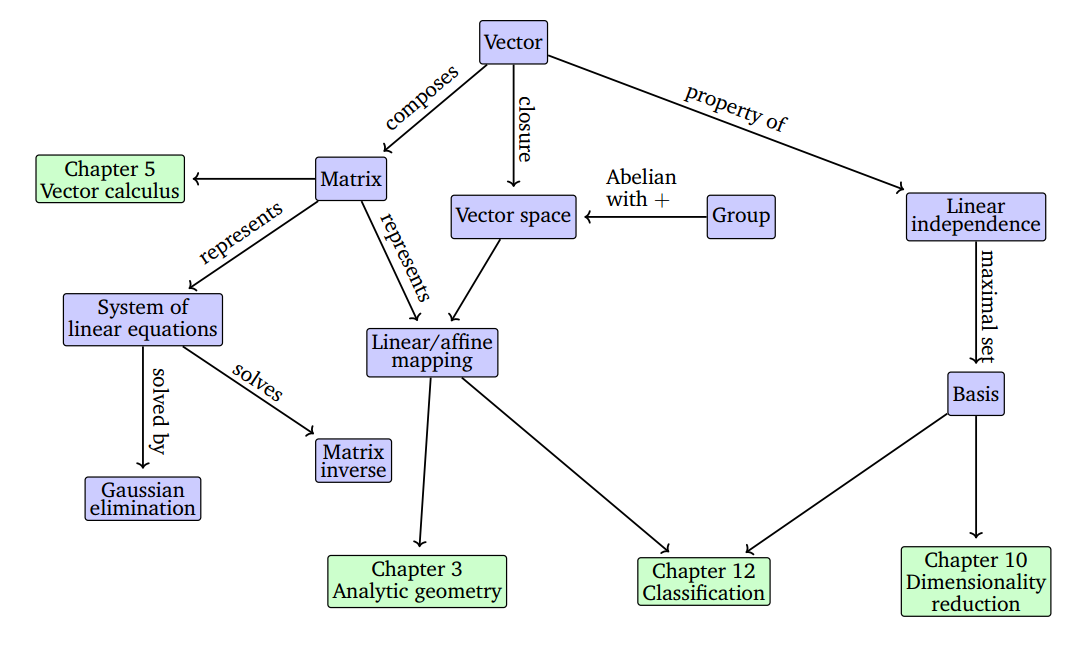 Vector
composes
closure
property of
Chapter 5
Vector calculus
Matrix
Vector space
Abelian
with +
Group
Linear
independence
represents
represents
maximal set
System of
linear equations
Linear/affine
mapping
solved by
solves
Basis
Matrix
inverse
Gaussian
elimination
Chapter 3
Analytic geometry
Chapter 12
Classification
Chapter 10
Dimensionality
reduction